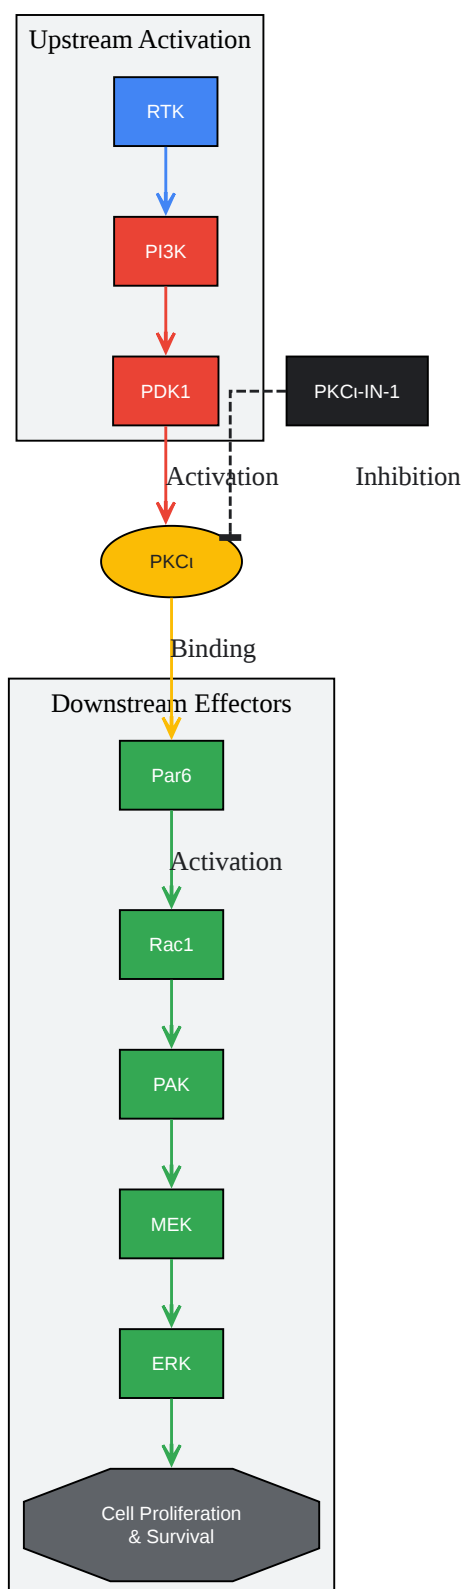 Upstream Activation
RTK
PI3K
PDK1
PKCι-IN-1
Activation
Inhibition
PKCι
Binding
Downstream Effectors
Par6
Activation
Rac1
PAK
MEK
ERK
Cell Proliferation
& Survival